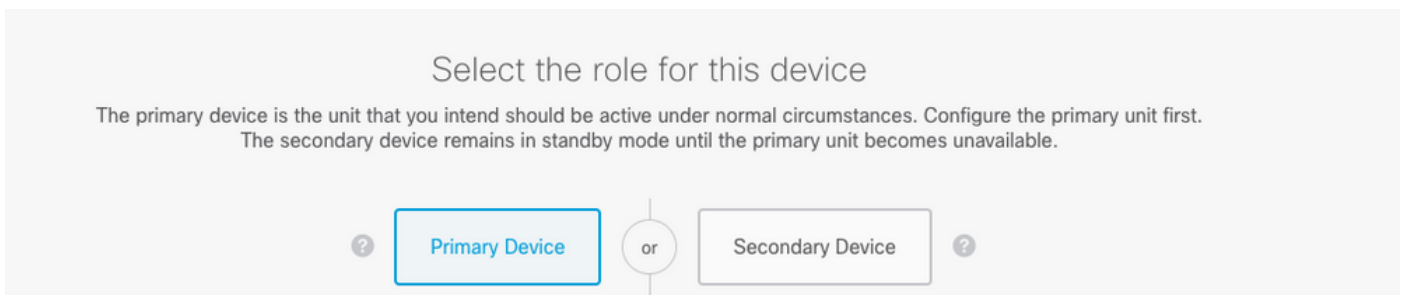 Select the role for this device
The primary device is the unit that you intend should be active under normal circumstances. Configure the primary unit first.
The secondary device remains in standby mode until the primary unit becomes unavailable.
? Primary Device or Secondary Device ?